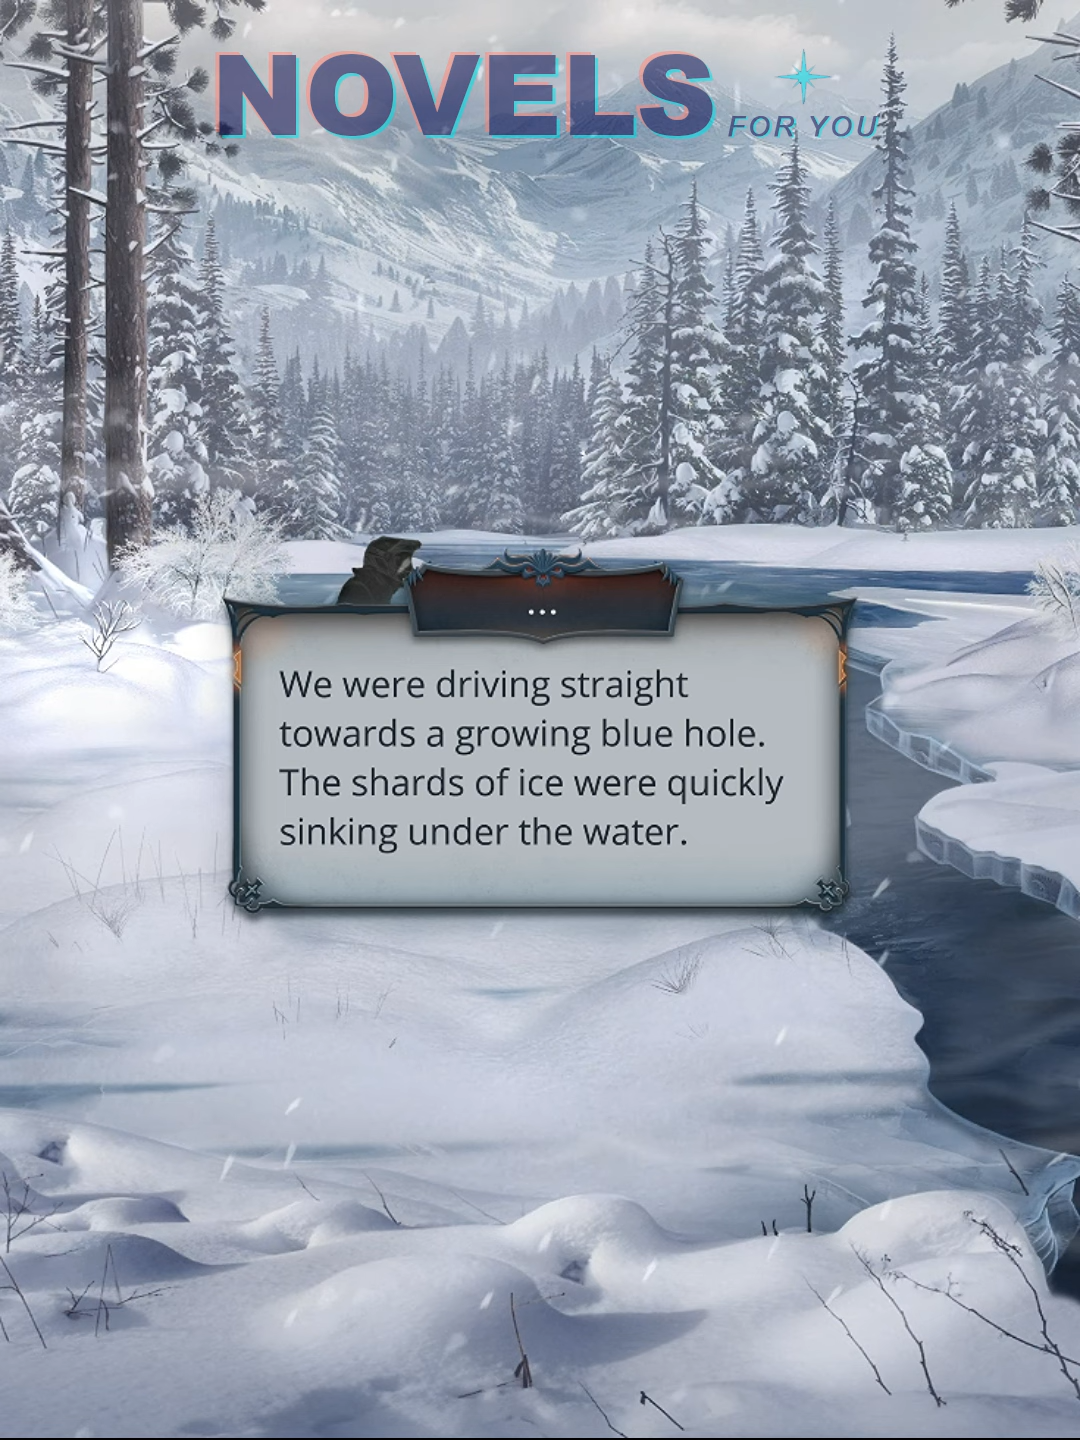 NOVELS
FOR YOU
...
We were driving straight
towards a growing blue hole.
The shards of ice were quickly
sinking under the water.